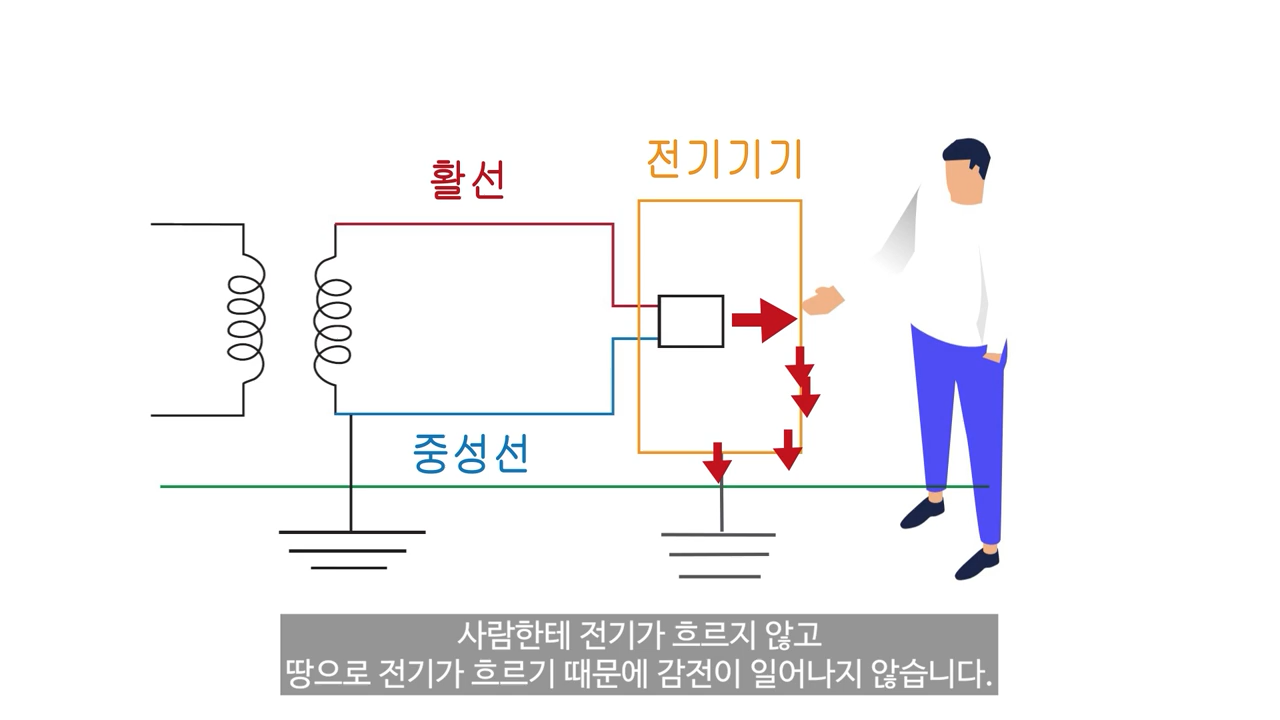 전기기기
활선
중성선
사람한테 전기가 흐르지 않고
땅으로 전기가 흐르기 때문에 감전이 일어나지 않습니다.